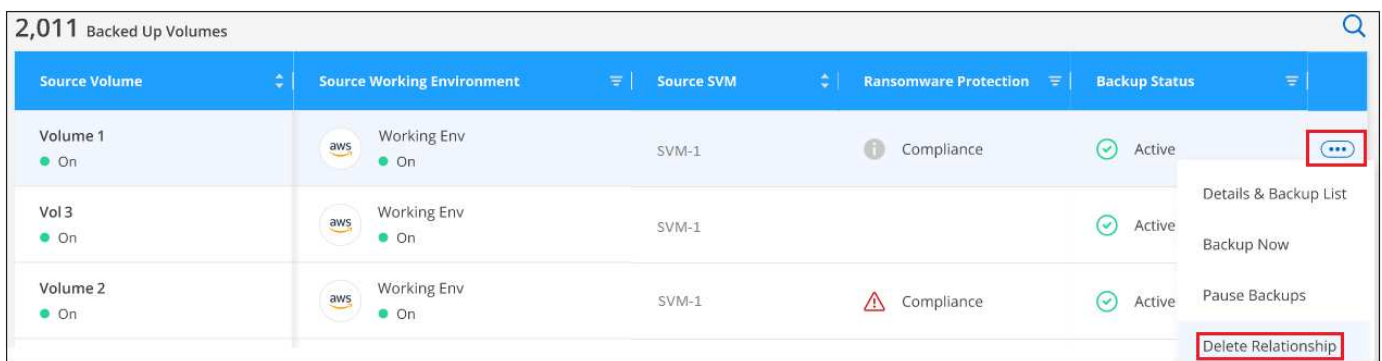 2,011 Backed Up Volumes
Source Volume Source Working Environment Source SVM Ransomware Protection Backup Status
Volume 1 Working Env
aws SVM-1 i Compliance Active
On On
Details & Backup List
Vol 3 Working Env
aws SVM-1 Active
On On
Backup Now
Volume 2 Working Env
Pause Backups
aws SVM-1 Compliance Active
On On
Delete Relationship